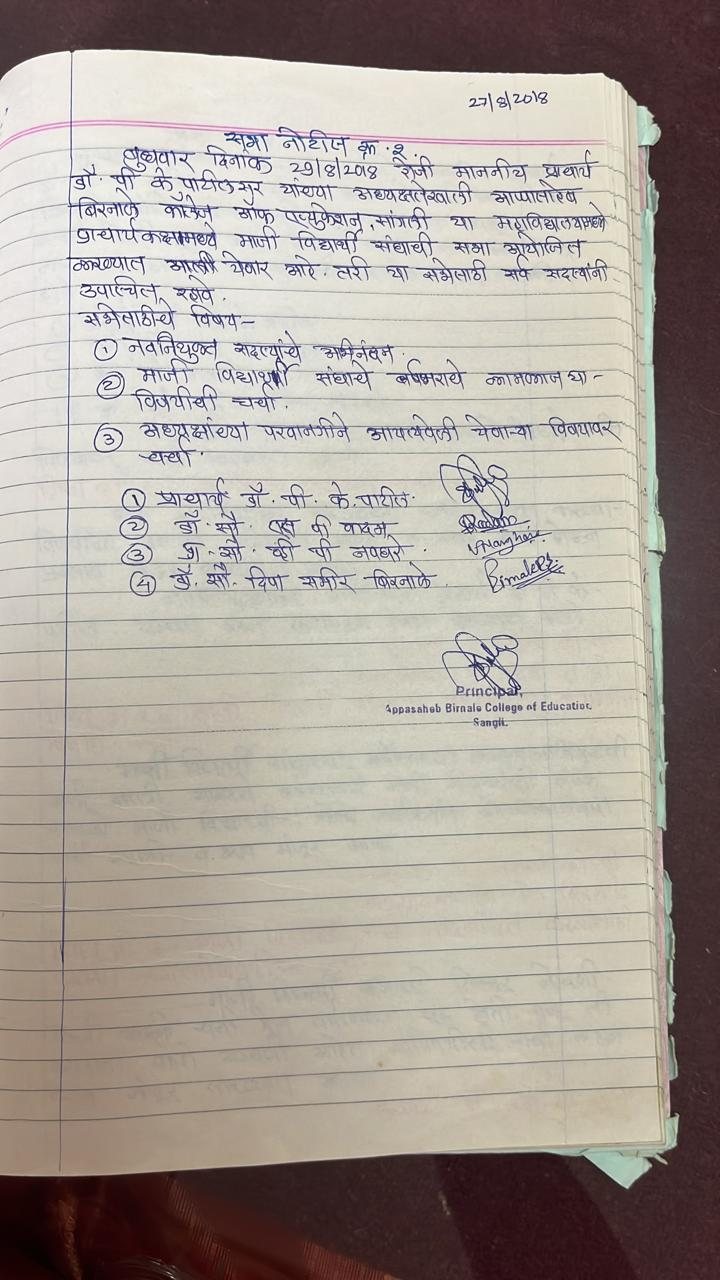 27/8/2018
सभा नोटीस क्र. २.
बुधवार दिनांक 29/8/2018 रोजी माननीय प्राचार्य
डॉ. पी के पाटील सर यांच्या अध्यक्षतेखाली आप्पासाहेब
बिरनाळे कॉलेज ऑफ एज्युकेशन, सांगली या महाविद्यालयामध्ये
प्राचार्य कक्षामध्ये माजी विद्यार्थी संघाची सभा आयोजित
करण्यात आली येणार आहे. तरी या सभेसाठी सर्व सदस्यांनी
उपस्थित रहावे.
सभेसाठीचे विषय-
① नवनियुक्त सदस्यांचे अभिनंदन.
② माजी विद्यार्थी संघाचे वर्षभराचे कामकाजाचा-
विषयीची चर्चा.
③ अध्यक्षांच्या परवानगीने आयत्यावेळी येणाऱ्या विषयावर
चर्चा.
① प्राचार्य डॉ. पी. के. पाटील.
② डॉ. सौ. एस पी कदम
③ प्रा. सौ. व्ही पी नवघरे.
④ डॉ. सौ. दिपा समीर बिरनाळे.
Principal,
Appasaheb Birnale College of Education,
Sangli.